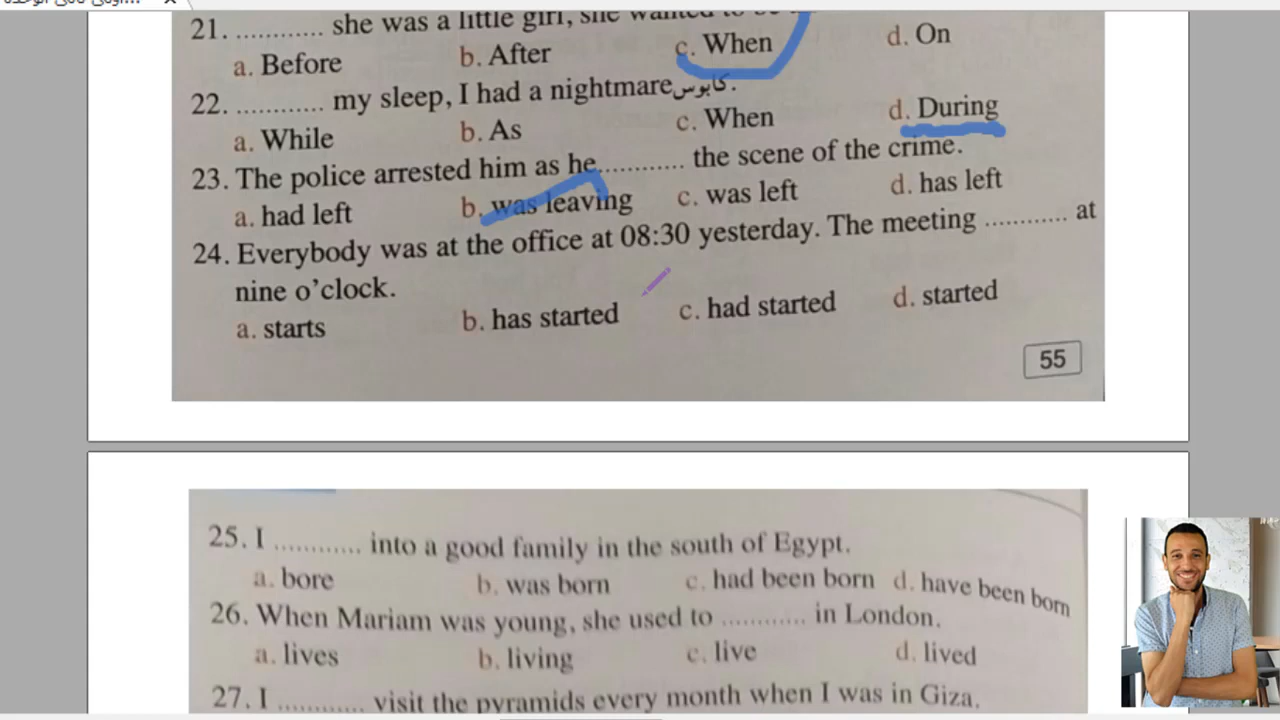 21. ............ she was a little girl, she wanted to be a
a. Before b. After c. When d. On
22. ............ my sleep, I had a nightmare كابوس.
a. While b. As c. When d. During
23. The police arrested him as he ............ the scene of the crime.
a. had left b. was leaving c. was left d. has left
24. Everybody was at the office at 08:30 yesterday. The meeting ............ at
nine o'clock.
a. starts b. has started c. had started d. started
55
25. I ............ into a good family in the south of Egypt.
a. bore b. was born c. had been born d. have been born
26. When Mariam was young, she used to ............ in London.
a. lives b. living c. live d. lived
27. I ............ visit the pyramids every month when I was in Giza.